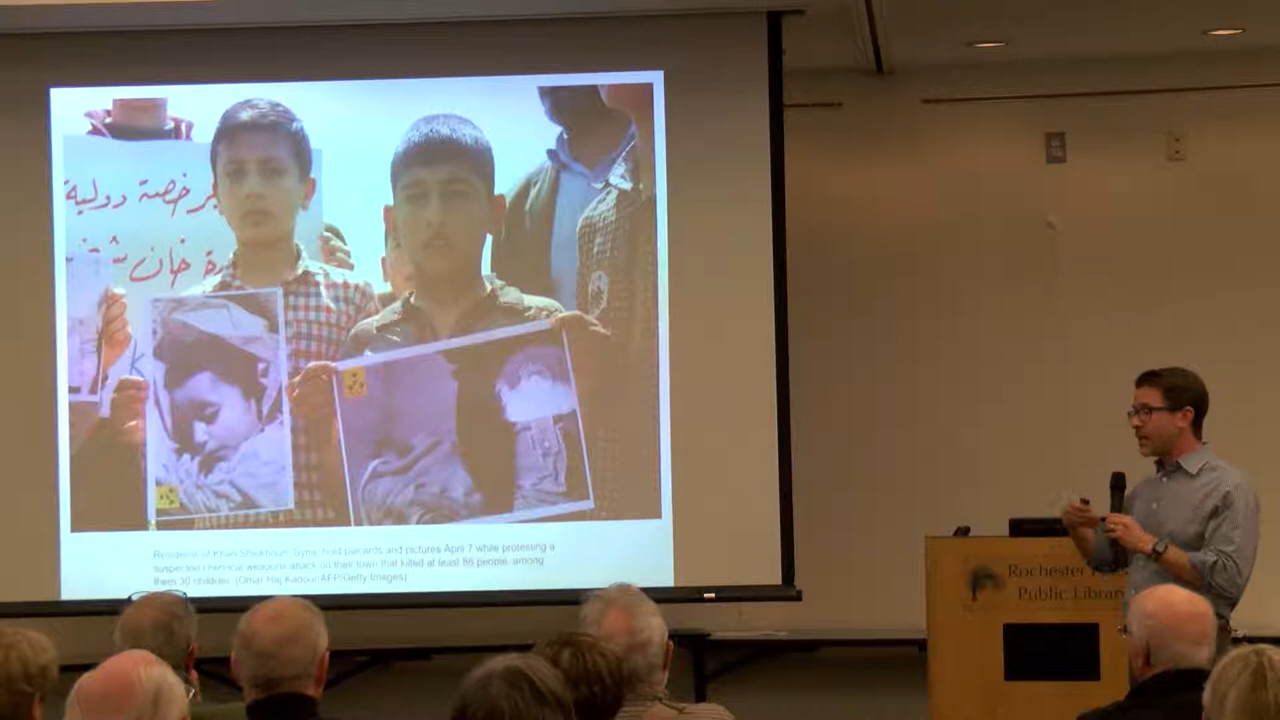 رخصة دولية
خان
Residents of Khan Sheikhoun, Syria, hold placards and pictures April 7 while protesting a
suspected chemical weapons attack on their town that killed at least 86 people, among
them 30 children. (Omar Haj Kadour/AFP/Getty Images)
Rochester
Public Library